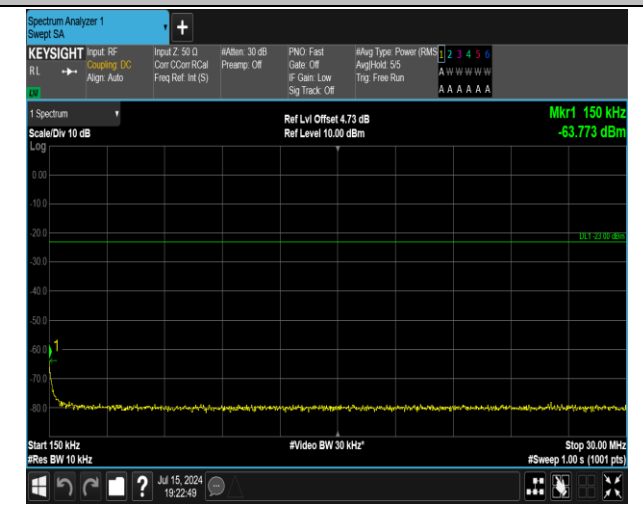 Spectrum Analyzer 1
Swept SA
+
KEYSIGHT Input: RF Input Z: 50 Ω #Atten: 30 dB PNO: Fast #Avg Type: Power (RMS 1 2 3 4 5 6
RL Coupling: DC Corr CCorr RCal Preamp: Off Gate: Off Avg|Hold: 5/5 A W W W W W
Align: Auto Freq Ref: Int (S) IF Gain: Low Trig: Free Run
Sig Track: Off A A A A A A
1 Spectrum Ref Lvl Offset 4.73 dB Mkr1 150 kHz
Scale/Div 10 dB Ref Level 10.00 dBm -63.773 dBm
Log
0.00
-10.0
-20.0
DL1 -23.00 dBm
-30.0
-40.0
-50.0
-60.0
1
-70.0
-80.0
Start 150 kHz #Video BW 30 kHz* Stop 30.00 MHz
#Res BW 10 kHz #Sweep 1.00 s (1001 pts)
? Jul 15, 2024
19:22:49